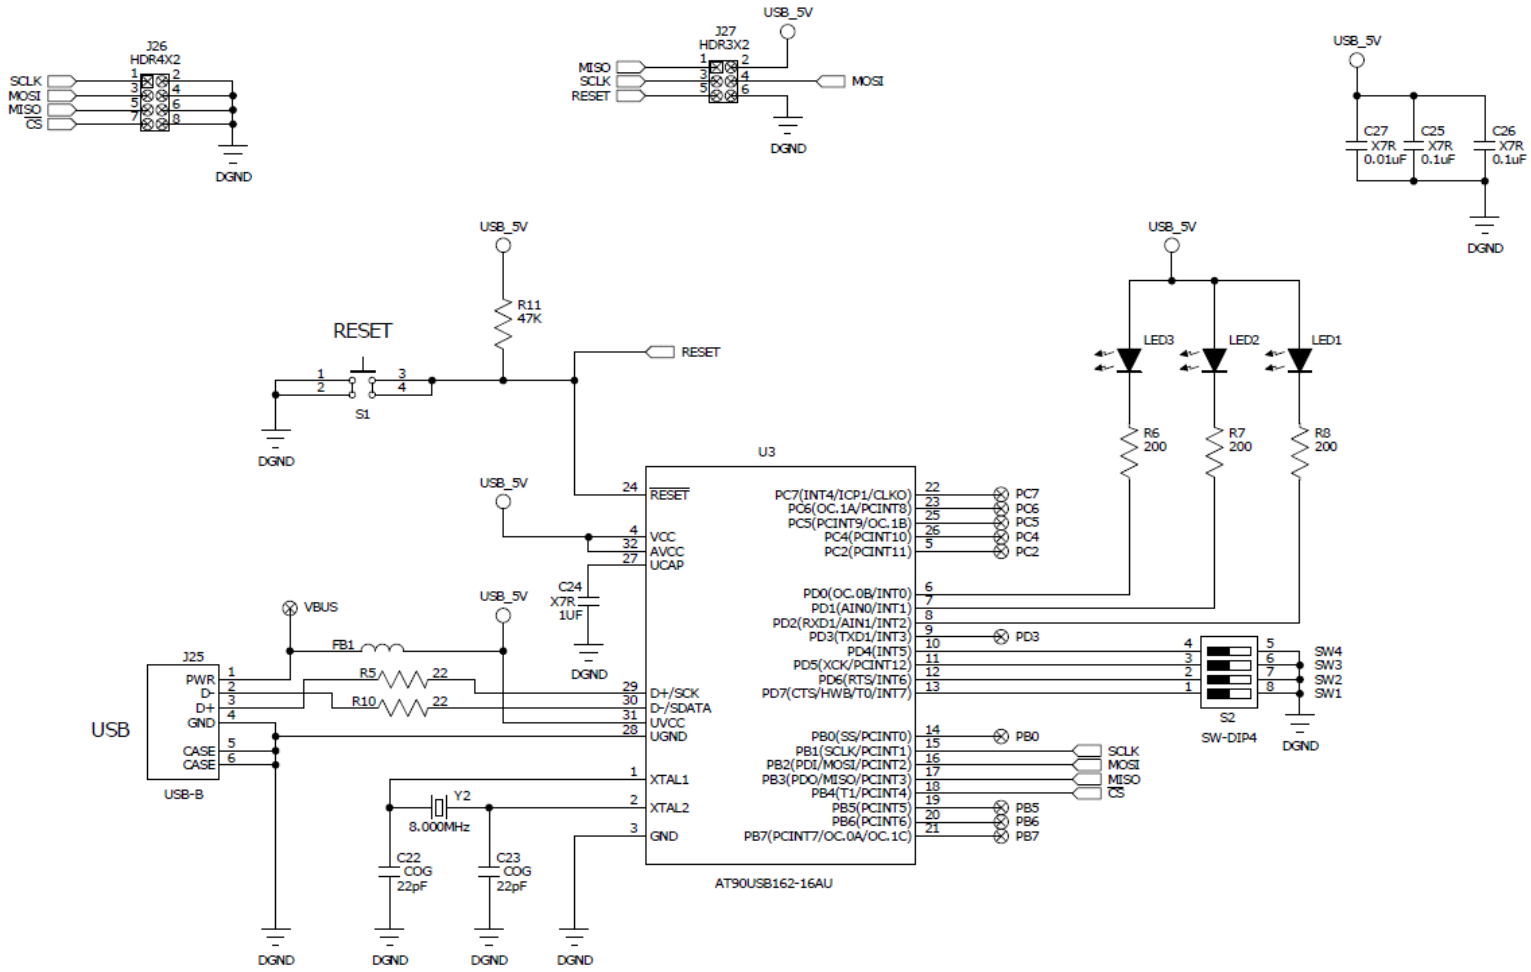 J26
HDR4X2
SCLK 1 2
MOSI 3 4
MISO 5 6
CS 7 8
DGND
USB_5V
J27
HDR3X2
MISO 1 2
SCLK 3 4 MOSI
RESET 5 6
DGND
USB_5V
C27 C25 C26
X7R X7R X7R
0.01uF 0.1uF 0.1uF
DGND
USB_5V
R11
47K
RESET
RESET
1 3
2 4
S1
DGND
USB_5V
LED3 LED2 LED1
R6 R7 R8
200 200 200
U3
24 RESET
USB_5V
4 VCC
32 AVCC
27 UCAP
C24
X7R
1UF
DGND
VBUS
USB_5V
FB1
J25
PWR 1
D- 2
D+ 3
GND 4
CASE 5
CASE 6
USB
USB-B
R5 22
R10 22
29 D+/SCK
30 D-/SDATA
31 UVCC
28 UGND
1 XTAL1
2 XTAL2
3 GND
Y2
8.000MHz
C22 C23
COG COG
22pF 22pF
DGND DGND DGND DGND
PC7(INT4/ICP1/CLKO) 22 PC7
PC6(OC.1A/PCINT8) 23 PC6
PC5(PCINT9/OC.1B) 25 PC5
PC4(PCINT10) 26 PC4
PC2(PCINT11) 5 PC2
PD0(OC.0B/INT0) 6
PD1(AIN0/INT1) 7
PD2(RXD1/AIN1/INT2) 8
PD3(TXD1/INT3) 9 PD3
PD4(INT5) 10 4 5 SW4
PD5(XCK/PCINT12) 11 3 6 SW3
PD6(RTS/INT6) 12 2 7 SW2
PD7(CTS/HWB/T0/INT7) 13 1 8 SW1
S2
SW-DIP4
DGND
PB0(SS/PCINT0) 14 PB0
PB1(SCLK/PCINT1) 15 SCLK
PB2(PDI/MOSI/PCINT2) 16 MOSI
PB3(PDO/MISO/PCINT3) 17 MISO
PB4(T1/PCINT4) 18 CS
PB5(PCINT5) 19 PB5
PB6(PCINT6) 20 PB6
PB7(PCINT7/OC.0A/OC.1C) 21 PB7
AT90USB162-16AU